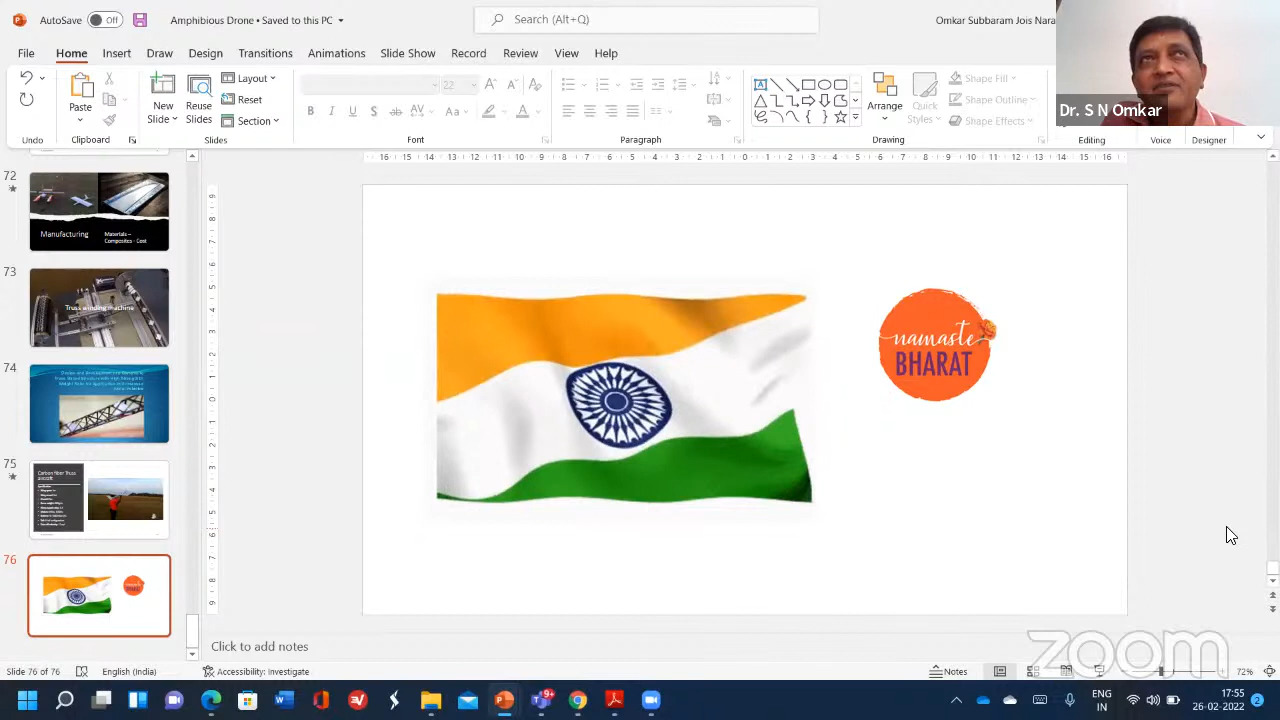 AutoSave Off
Amphibious Drone • Saved to this PC
Search (Alt+Q)
Omkar Subbaram Jois Nara
File Home Insert Draw Design Transitions Animations Slide Show Record Review View Help
Undo
Paste
Clipboard
New Slide
Reuse Slides
Layout
Reset
Section
Slides
Font
Paragraph
Arrange
Quick Styles
Shape Fill
Shape Outline
Shape Effects
Drawing
Editing
Voice
Designer
Dr. S N Omkar
72
Manufacturing
Materials –
Composites - Cost
73
Truss winding machine
74
75
Carbon fiber Truss
aircraft
76
namaste
BHARAT
Click to add notes
zoom
Slide 76 of 76
English (India)
Accessibility: Investigate
Notes
72%
ENG
IN
17:55
26-02-2022
2